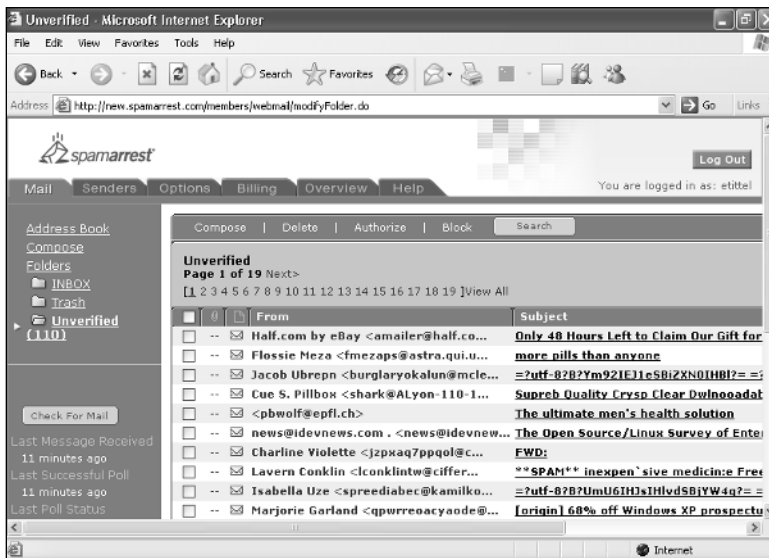 Unverified - Microsoft Internet Explorer
File Edit View Favorites Tools Help
Back Search Favorites
Address http://new.spamarrest.com/members/webmail/modifyFolder.do Go Links
spamarrest
Log Out
Mail Senders Options Billing Overview Help You are logged in as: etittel
Address Book
Compose
Folders
INBOX
Trash
Unverified
(110)
Check For Mail
Last Message Received
11 minutes ago
Last Successful Poll
11 minutes ago
Last Poll Status
Compose | Delete | Authorize | Block Search
Unverified
Page 1 of 19 Next>
[1 2 3 4 5 6 7 8 9 10 11 12 13 14 15 16 17 18 19 ]View All
From Subject
-- Half.com by eBay <amailer@half.co... Only 48 Hours Left to Claim Our Gift for
-- Flossie Meza <fmezaps@astra.qui.u... more pills than anyone
-- Jacob Ubrepn <burglaryokalun@mcle... =?utf-8?B?Ym92IEJ1eSBiZXN0IHBl?= =?
-- Cue S. Pillbox <shark@ALyon-110-1... Supreb Quality Crysp Clear Dwlnooadab
-- <pbwolf@epfl.ch> The ultimate men's health solution
-- news@idevnews.com . <news@idevnew... The Open Source/Linux Survey of Enter
-- Charline Violette <jzpxaq7ppqol@c... FWD:
-- Lavern Conklin <lconklintw@ciffer... **SPAM** inexpen`sive medicin:e Free
-- Isabella Uze <spreediabec@kamilko... =?utf-8?B?UmU6IHJsIHlvdSBjYW4q?= =
-- Marjorie Garland <qpwrreoacyaode@... [origin] 68% off Windows XP prospectu
Internet